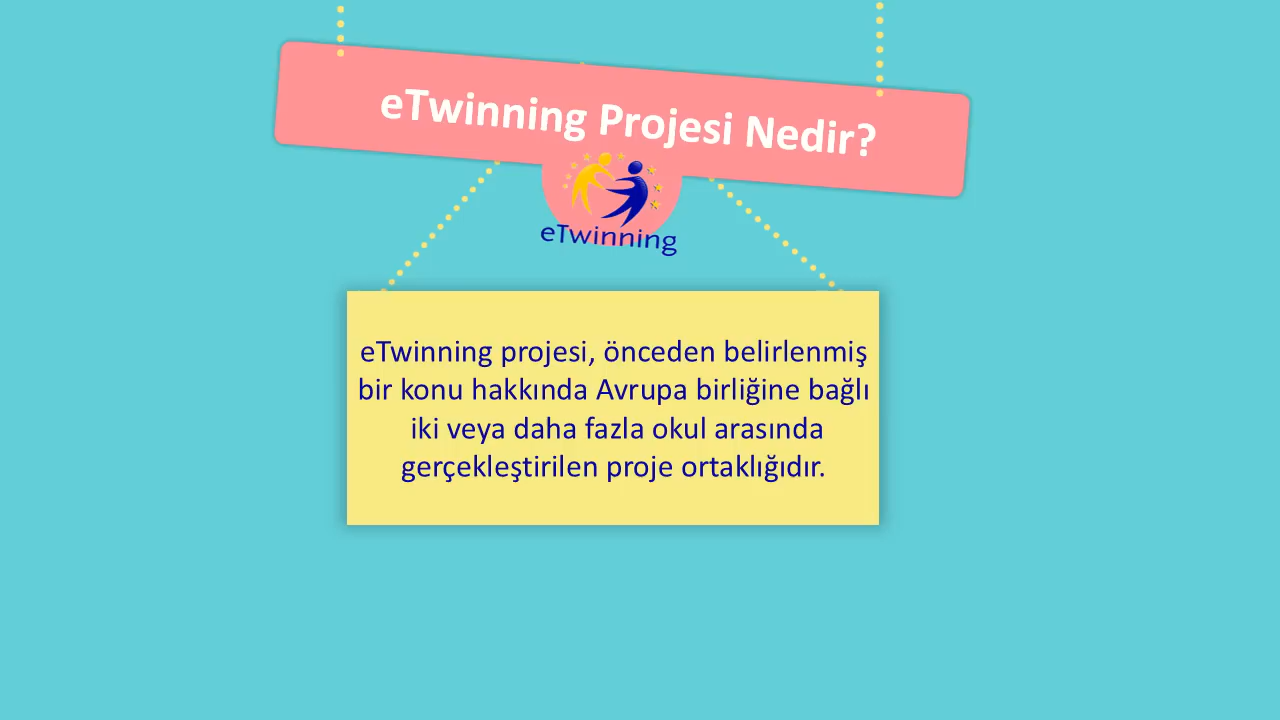 eTwinning Projesi Nedir?
eTwinning
eTwinning projesi, önceden belirlenmiş
bir konu hakkında Avrupa birliğine bağlı
iki veya daha fazla okul arasında
gerçekleştirilen proje ortaklığıdır.